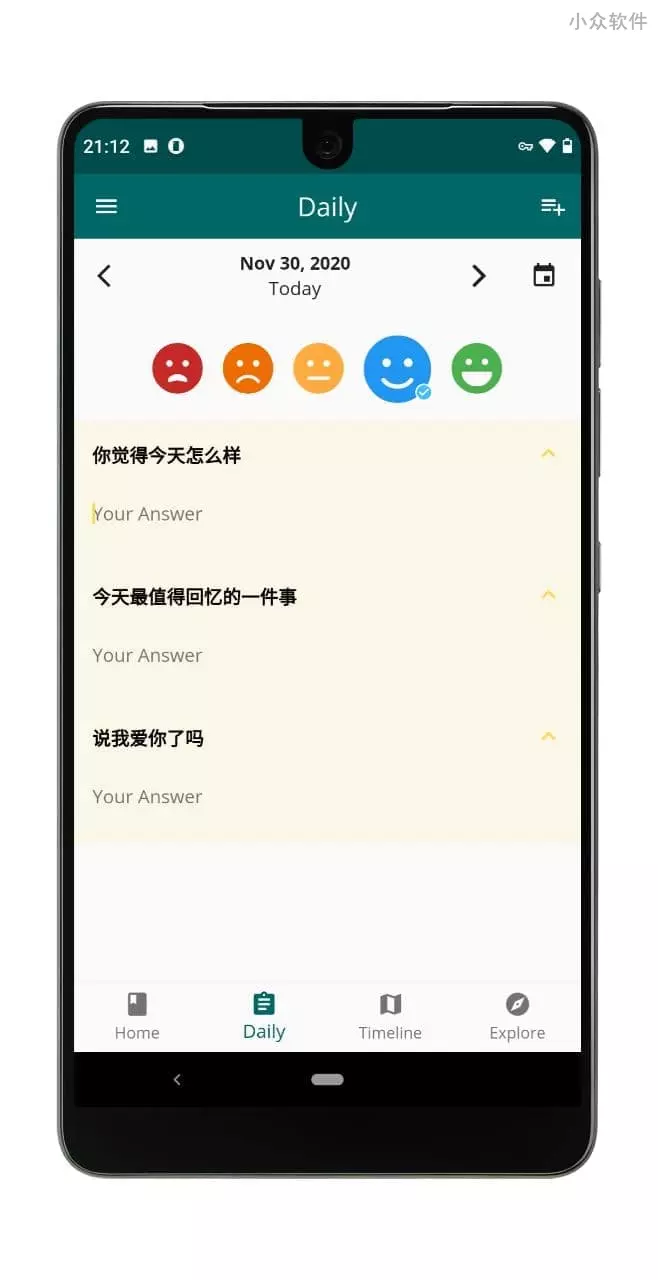 小众软件
21:12
Daily
Nov 30, 2020
Today
你觉得今天怎么样
Your Answer
今天最值得回忆的一件事
Your Answer
说我爱你了吗
Your Answer
Home
Daily
Timeline
Explore